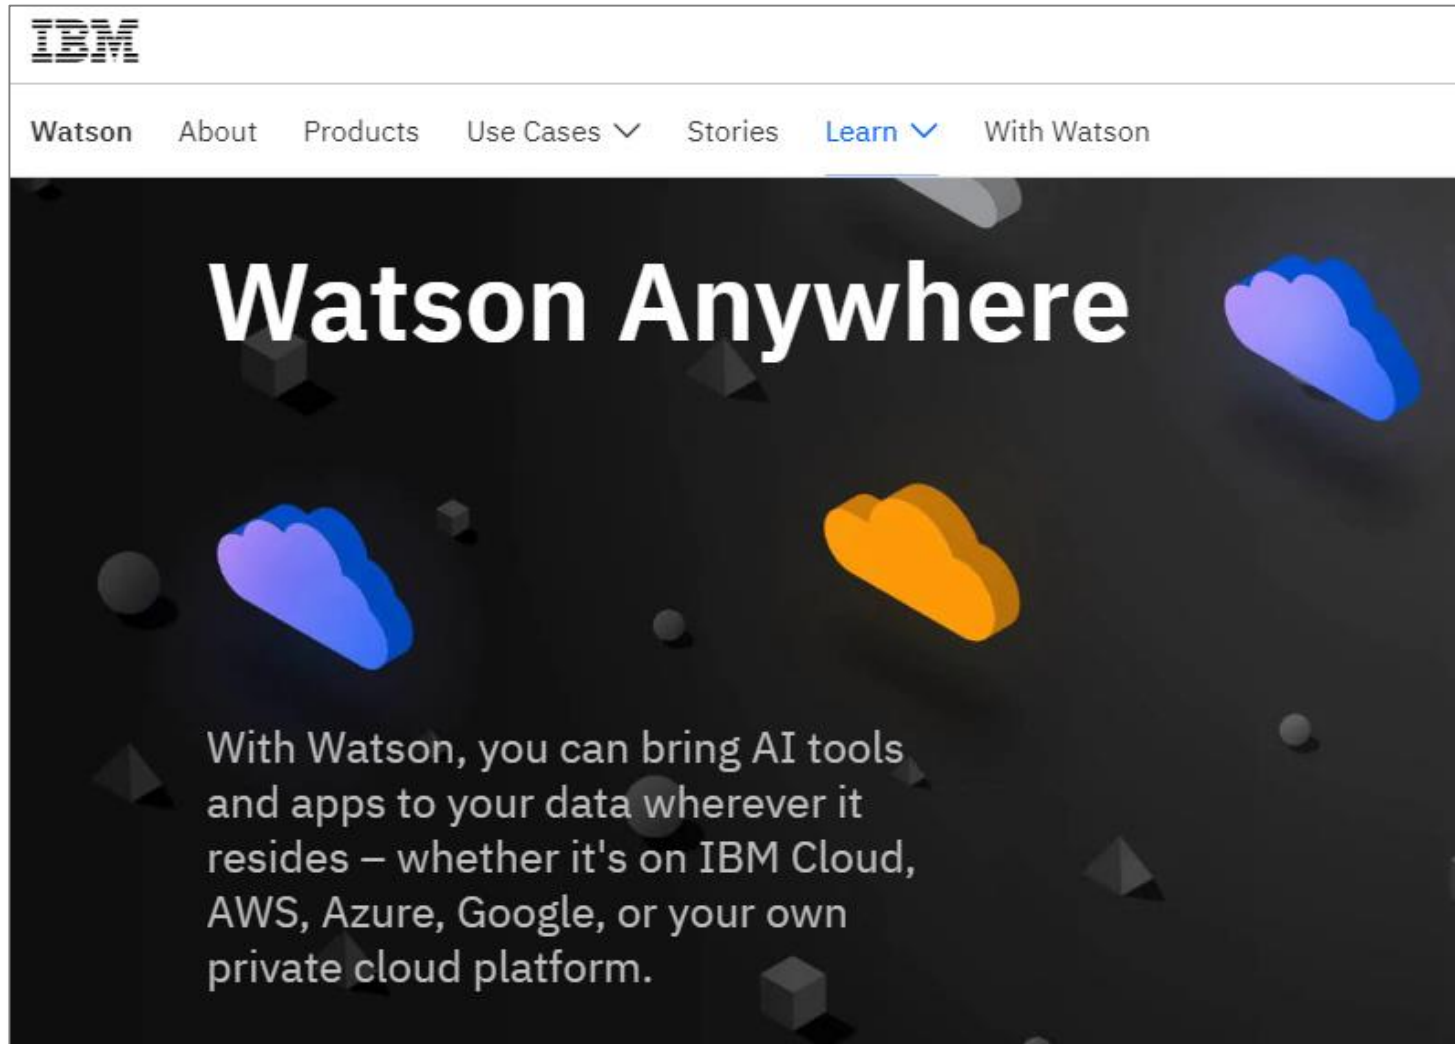 IBM
Watson About Products Use Cases Stories Learn With Watson
Watson Anywhere
With Watson, you can bring AI tools
and apps to your data wherever it
resides – whether it's on IBM Cloud,
AWS, Azure, Google, or your own
private cloud platform.